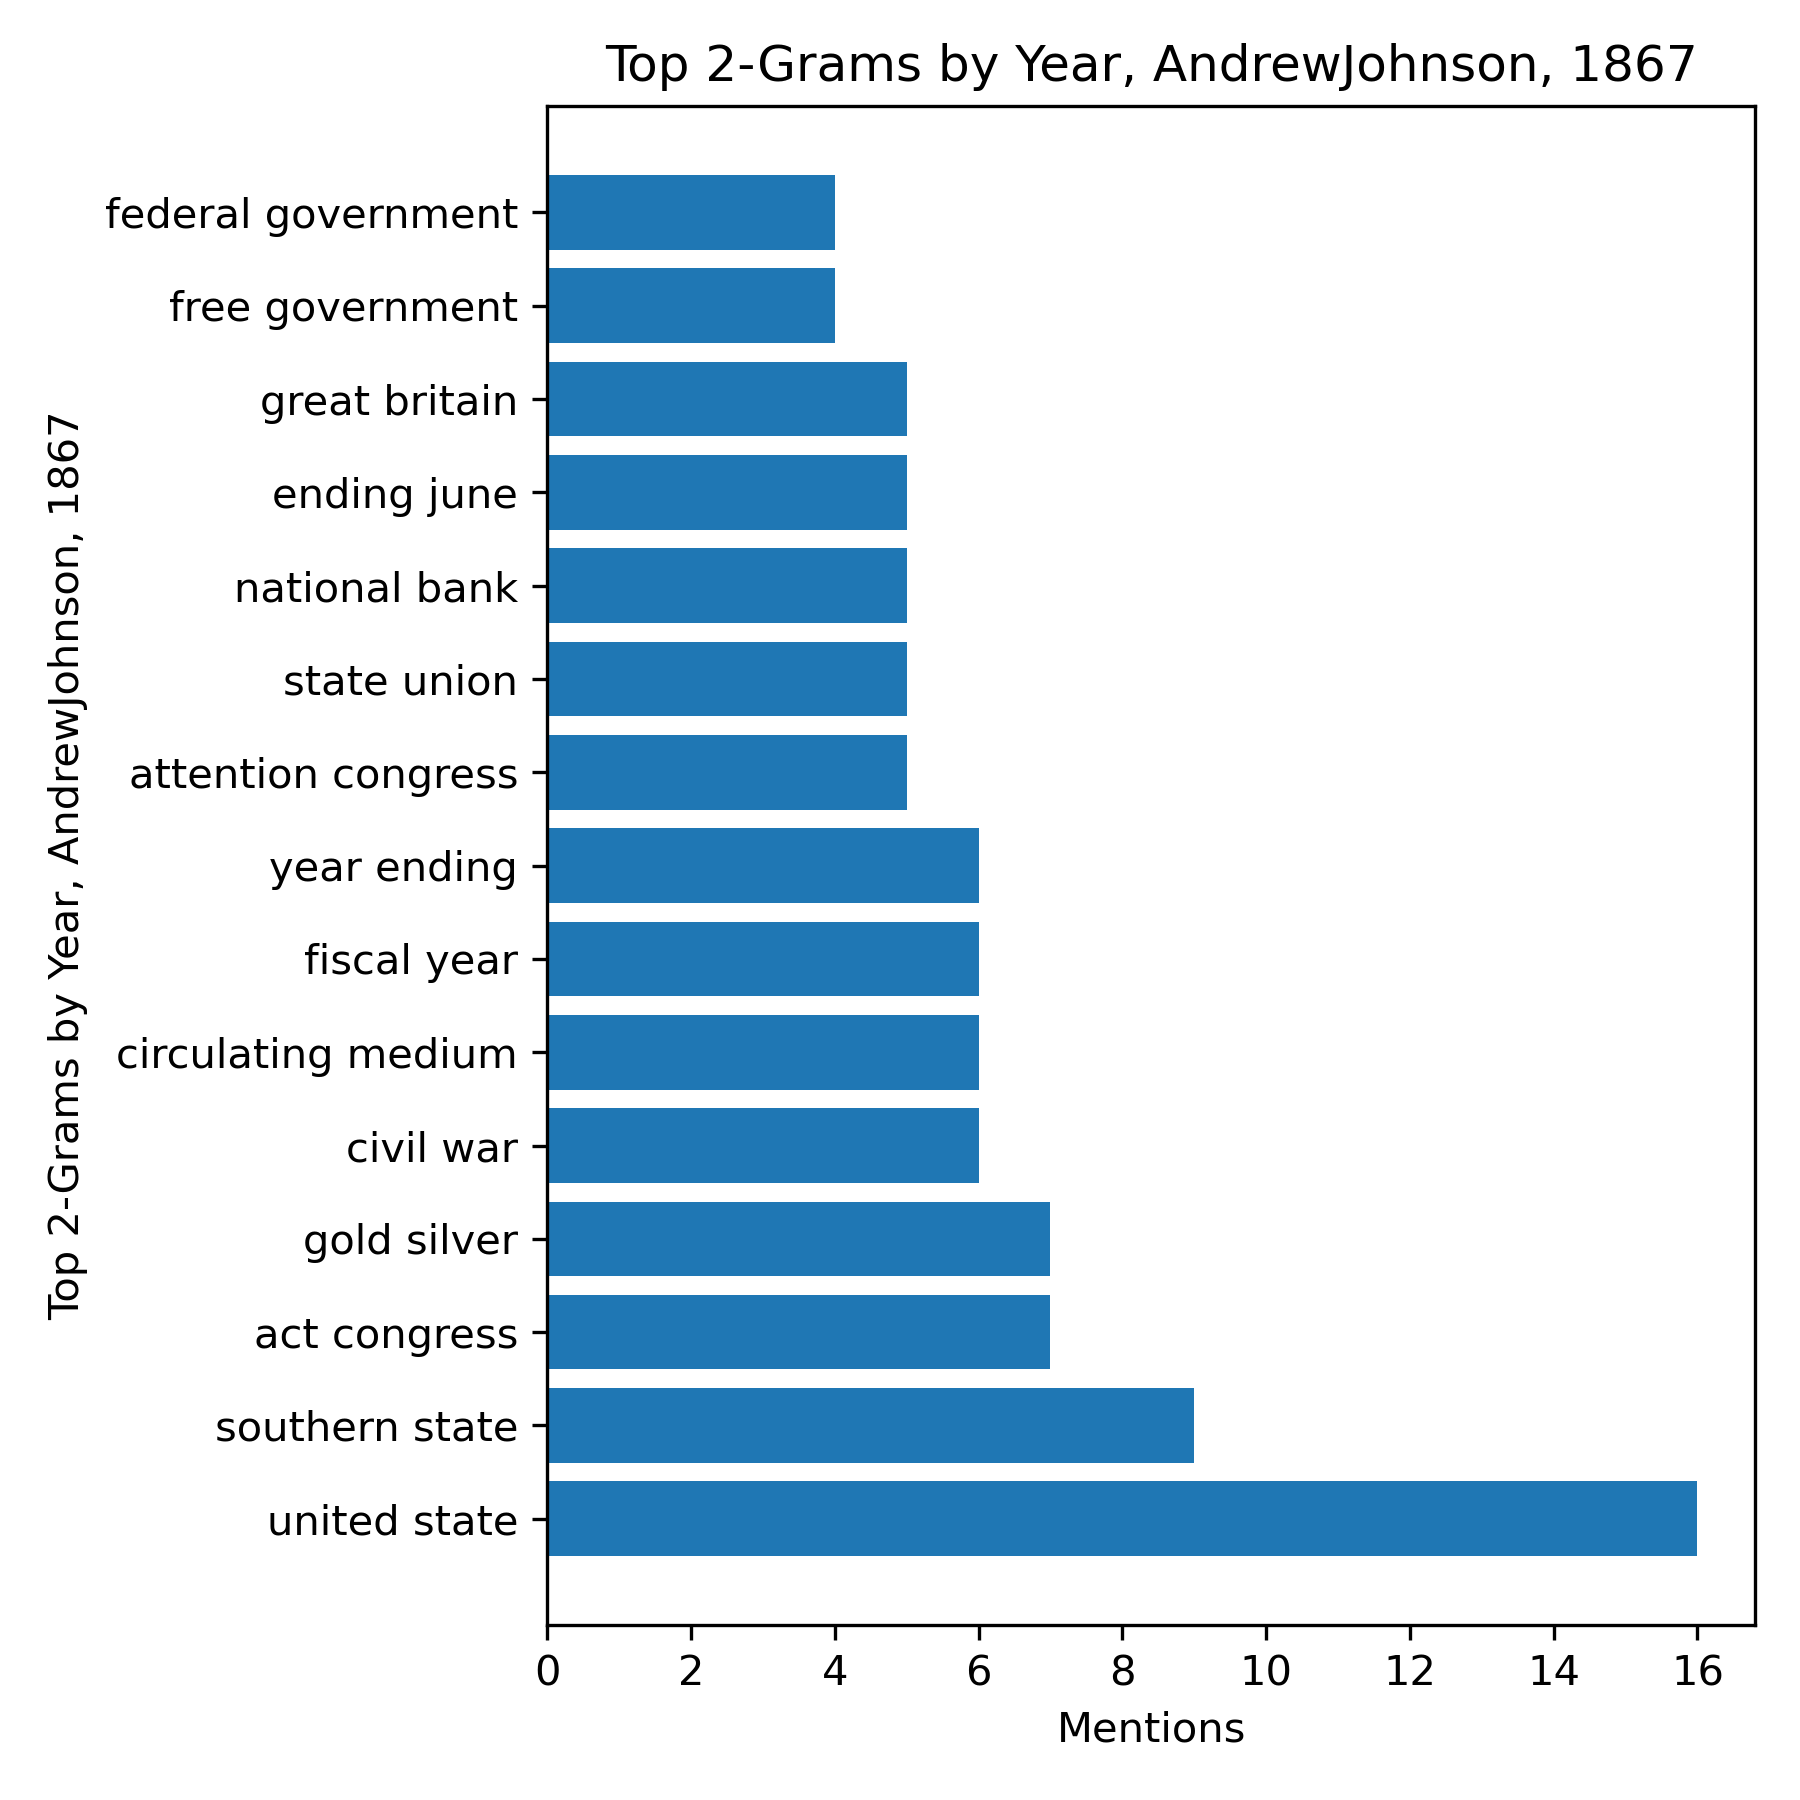 Top 2-Grams by Year, AndrewJohnson, 1867
Top 2-Grams by Year, AndrewJohnson, 1867
federal government
free government
great britain
ending june
national bank
state union
attention congress
year ending
fiscal year
circulating medium
civil war
gold silver
act congress
southern state
united state
0 2 4 6 8 10 12 14 16
Mentions